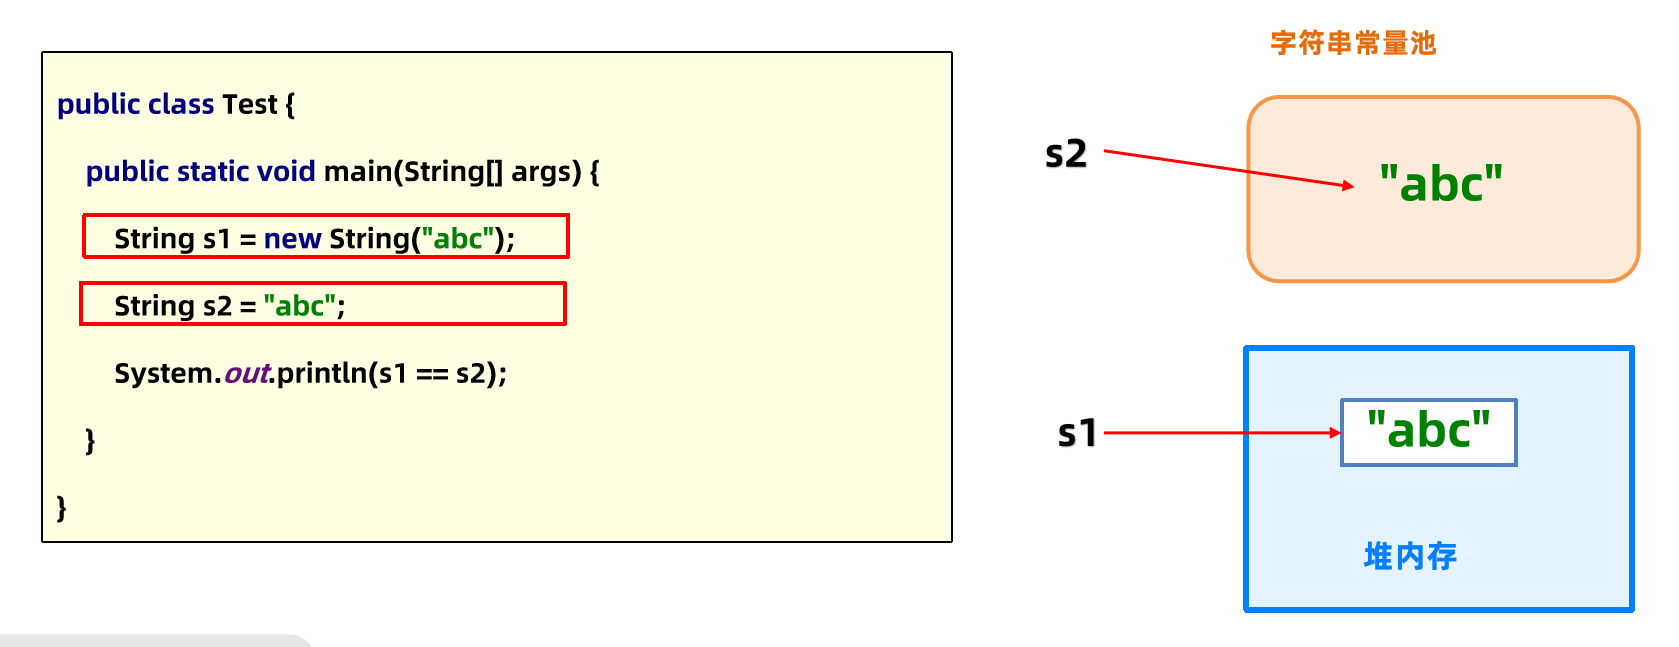 public class Test {
public static void main(String[] args) {
String s1 = new String("abc");
String s2 = "abc";
System.out.println(s1 == s2);
}
}
字符串常量池
s2
"abc"
s1
"abc"
堆内存